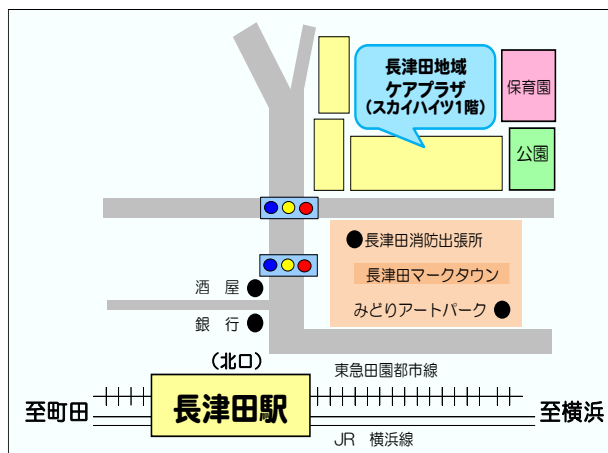 長津田地域
ケアプラザ
(スカイハイツ1階)
保育園
公園
長津田消防出張所
長津田マークタウン
みどりアートパーク
酒 屋
銀 行
(北口)
東急田園都市線
至町田
長津田駅
至横浜
JR 横浜線